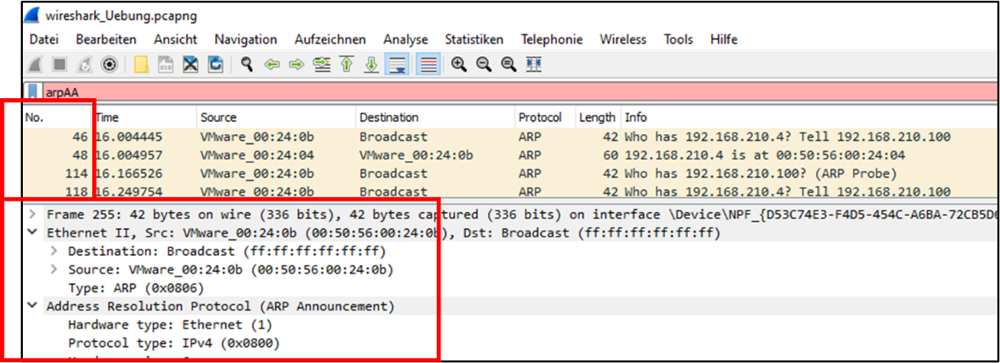 wireshark_Uebung.pcapng
Datei Bearbeiten Ansicht Navigation Aufzeichnen Analyse Statistiken Telephonie Wireless Tools Hilfe
arpAA
No. Time Source Destination Protocol Length Info
46 16.004445 VMware_00:24:0b Broadcast ARP 42 Who has 192.168.210.4? Tell 192.168.210.100
48 16.004957 VMware_00:24:04 VMware_00:24:0b ARP 60 192.168.210.4 is at 00:50:56:00:24:04
114 16.166526 VMware_00:24:0b Broadcast ARP 42 Who has 192.168.210.100? (ARP Probe)
118 16.249754 VMware_00:24:0b Broadcast ARP 42 Who has 192.168.210.4? Tell 192.168.210.100
Frame 255: 42 bytes on wire (336 bits), 42 bytes captured (336 bits) on interface \Device\NPF_{D53C74E3-F4D5-454C-A6BA-72CB5D6
Ethernet II, Src: VMware_00:24:0b (00:50:56:00:24:0b), Dst: Broadcast (ff:ff:ff:ff:ff:ff)
Destination: Broadcast (ff:ff:ff:ff:ff:ff)
Source: VMware_00:24:0b (00:50:56:00:24:0b)
Type: ARP (0x0806)
Address Resolution Protocol (ARP Announcement)
Hardware type: Ethernet (1)
Protocol type: IPv4 (0x0800)